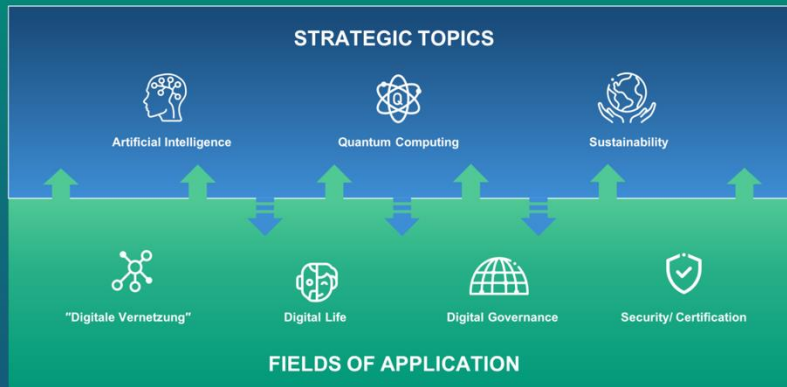 STRATEGIC TOPICS
Artificial Intelligence
Quantum Computing
Sustainability
Q
"Digitale Vernetzung"
Digital Life
Digital Governance
Security/ Certification
FIELDS OF APPLICATION